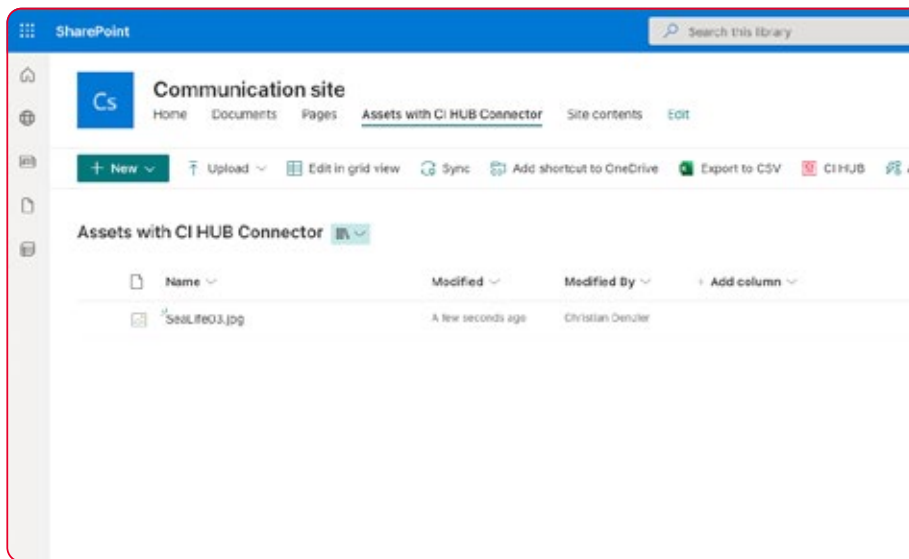 SharePoint
Search this library
Cs
Communication site
Home Documents Pages Assets with CI HUB Connector Site contents Edit
+ New Upload Edit in grid view Sync Add shortcut to OneDrive Export to CSV CI HUB
Assets with CI HUB Connector
Name Modified Modified By + Add column
SeaLife03.jpg A few seconds ago Christian Denzler